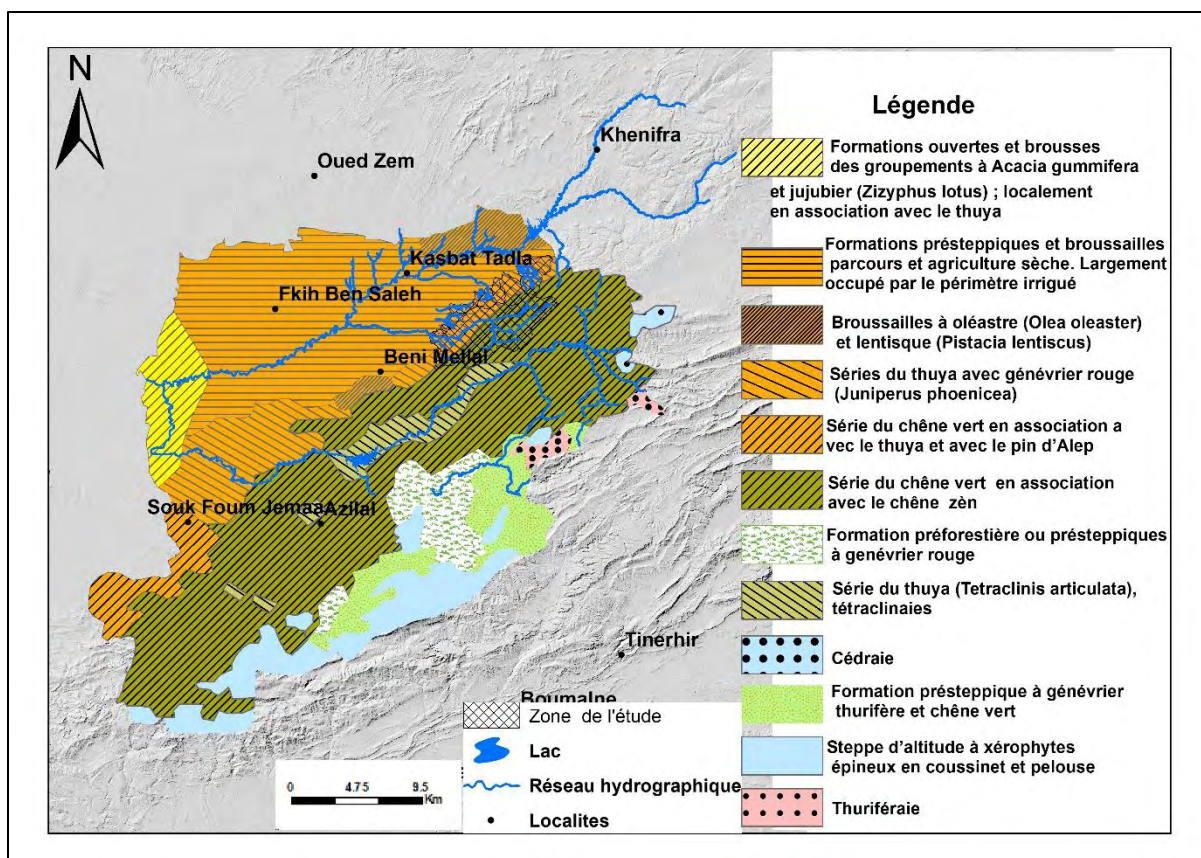 N
Khenifra
Oued Zem
Kasbat Tadla
Fkih Ben Saleh
Beni Mellal
Souk Foum Jemaa
Azilal
Tinerhir
Boumalne
0 4.75 9.5
Km
Zone de l'étude
Lac
Réseau hydrographique
Localites
Légende
Formations ouvertes et brousses
des groupements à Acacia gummifera
et jujubier (Zizyphus lotus) ; localement
en association avec le thuya
Formations présteppiques et broussailles
parcours et agriculture sèche. Largement
occupé par le périmètre irrigué
Broussailles à oléastre (Olea oleaster)
et lentisque (Pistacia lentiscus)
Séries du thuya avec genévrier rouge
(Juniperus phoenicea)
Série du chêne vert en association a
vec le thuya et avec le pin d'Alep
Série du chêne vert en association
avec le chêne zèn
Formation préforestière ou présteppiques
à genévrier rouge
Série du thuya (Tetraclinis articulata),
tétraclinaies
Cédraie
Formation présteppique à génévrier
thurifère et chêne vert
Steppe d'altitude à xérophytes
épineux en coussinet et pelouse
Thuriféraie